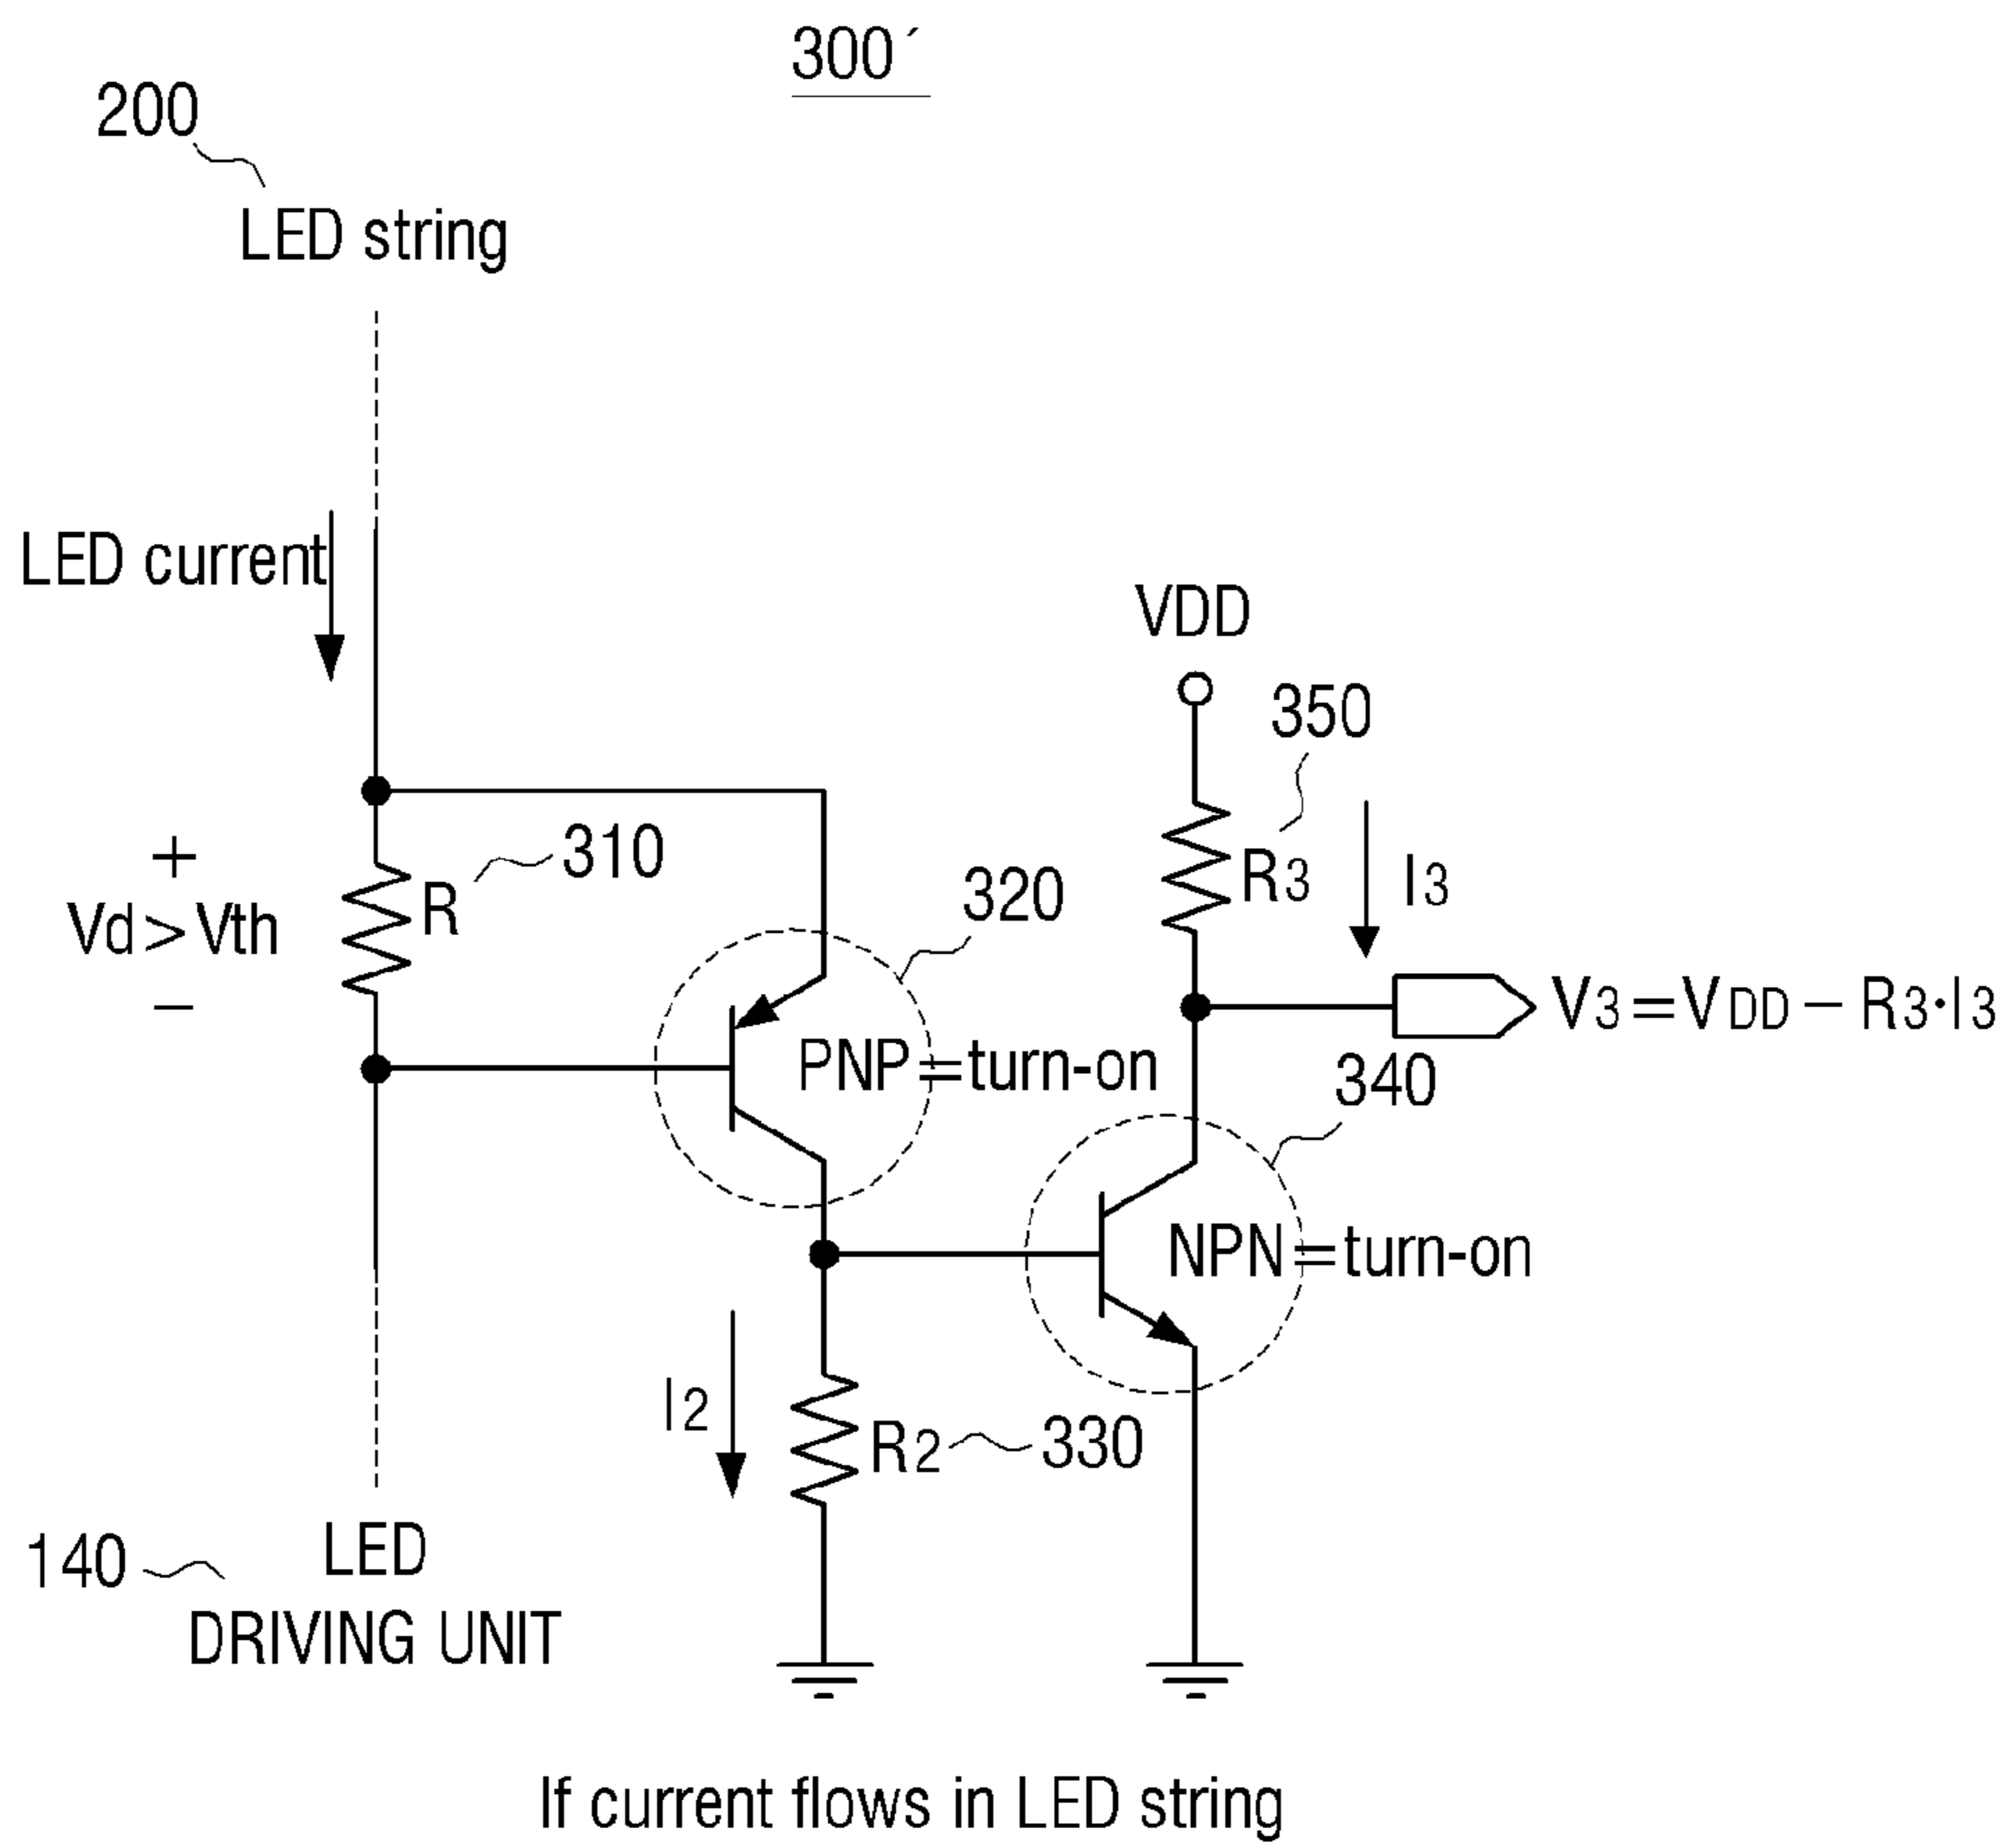 300´
200
LED string
LED current
VDD
350
R3
I3
+
Vd > Vth
−
310
R
320
PNP=turn-on
V3=VDD − R3·I3
340
NPN=turn-on
I2
R2
330
140
LED
DRIVING UNIT
If current flows in LED string